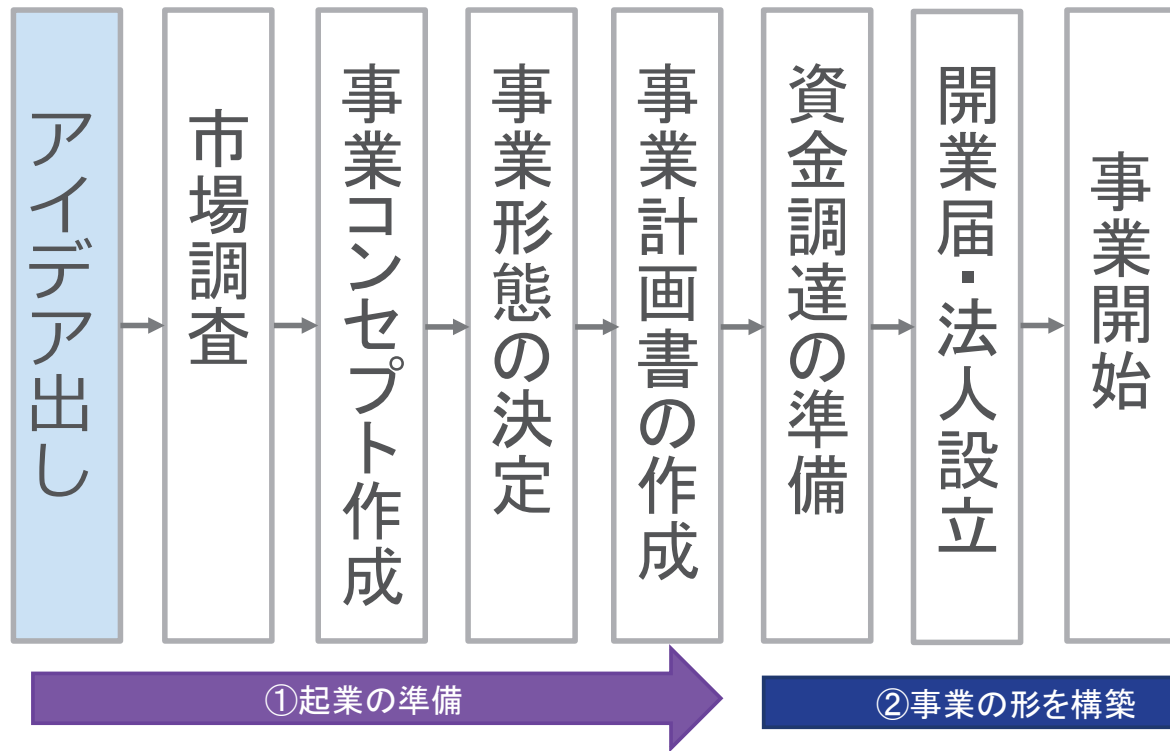 アイデア出し
市場調査
事業コンセプト作成
事業形態の決定
事業計画書の作成
資金調達の準備
開業届・法人設立
事業開始
①起業の準備
②事業の形を構築